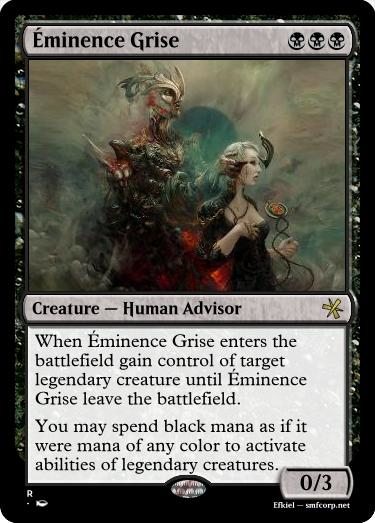 Éminence Grise
Creature — Human Advisor
When Éminence Grise enters the
battlefield gain control of target
legendary creature until Éminence
Grise leave the battlefield.
You may spend black mana as if it
were mana of any color to activate
abilities of legendary creatures.
0/3
R
Efkiel — smfcorp.net